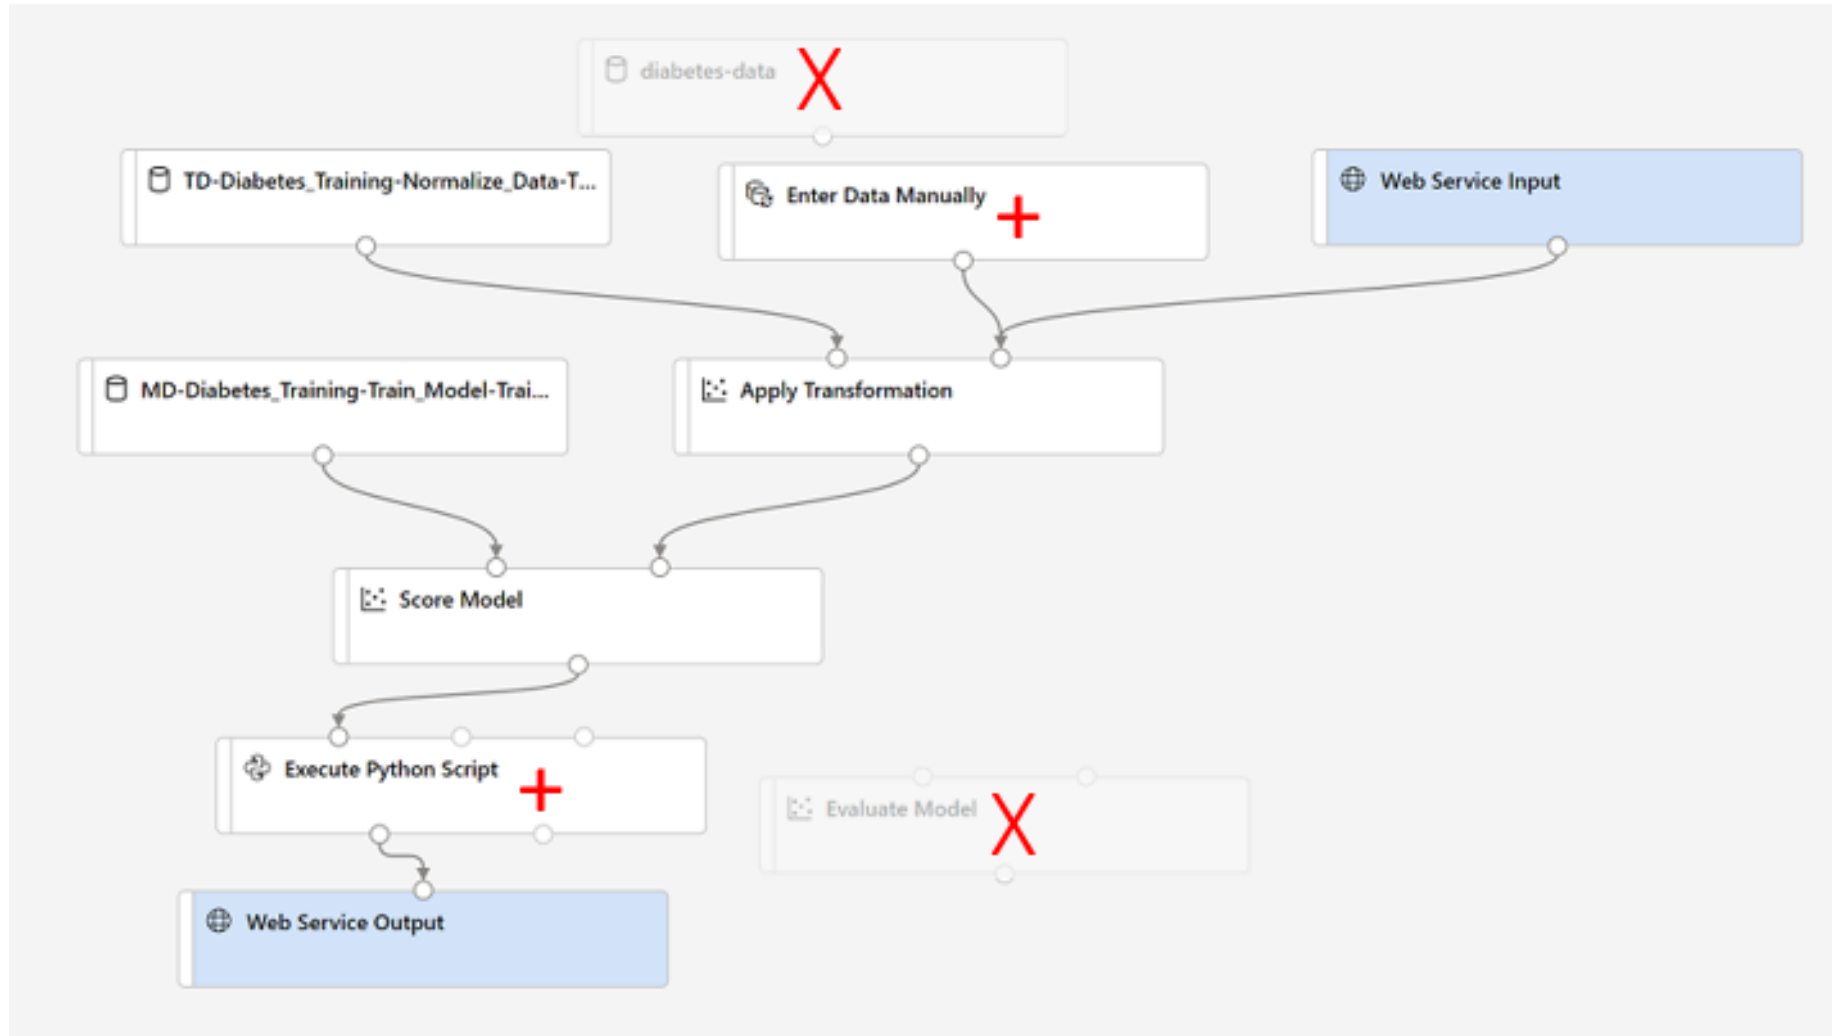 diabetes-data
TD-Diabetes_Training-Normalize_Data-T...
Enter Data Manually
Web Service Input
MD-Diabetes_Training-Train_Model-Trai...
Apply Transformation
Score Model
Execute Python Script
Evaluate Model
Web Service Output